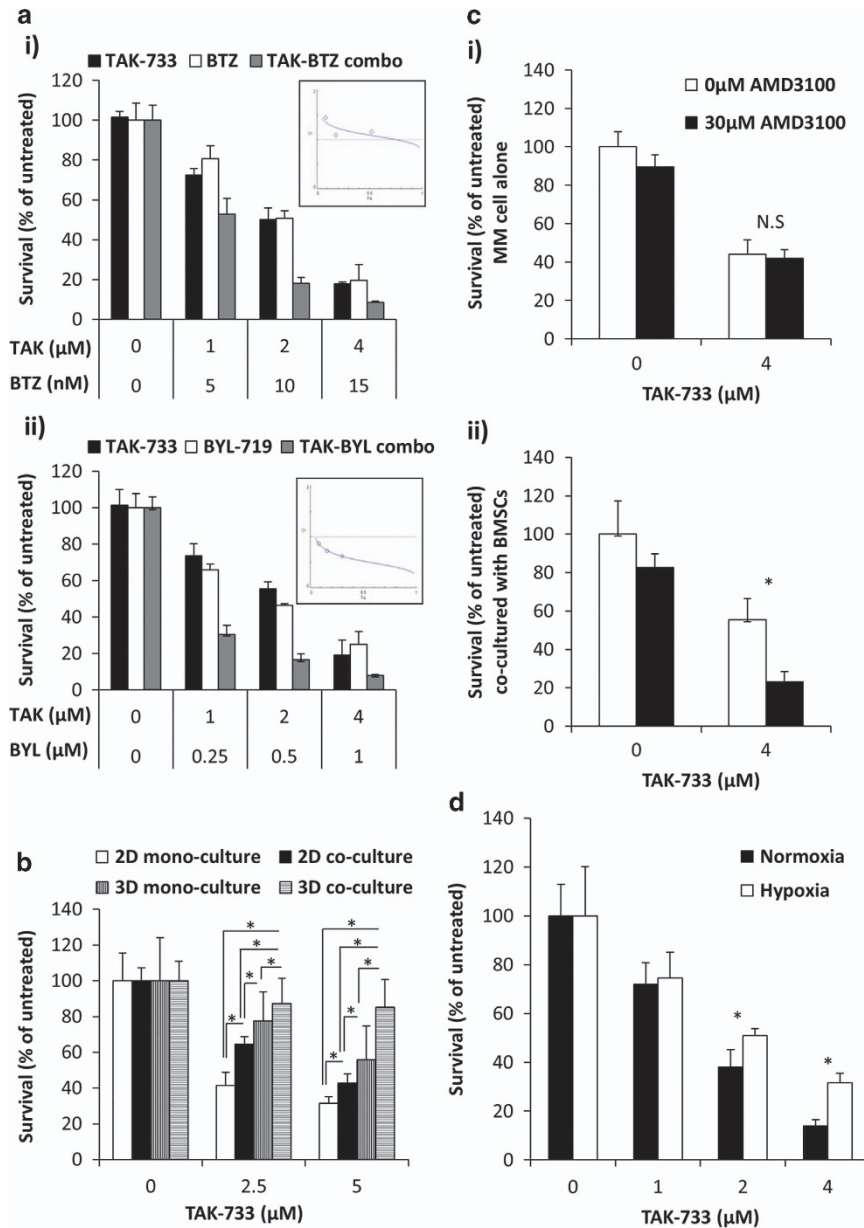 a
i)
TAK-733 BTZ TAK-BTZ combo
Survival (% of untreated)
120
100
80
60
40
20
0
TAK (µM) 0 1 2 4
BTZ (nM) 0 5 10 15
ii)
TAK-733 BYL-719 TAK-BYL combo
Survival (% of untreated)
120
100
80
60
40
20
0
TAK (µM) 0 1 2 4
BYL (µM) 0 0.25 0.5 1
b
2D mono-culture 2D co-culture
3D mono-culture 3D co-culture
Survival (% of untreated)
140
120
100
80
60
40
20
0
* * * * *
* * * * *
0 2.5 5
TAK-733 (µM)
c
i)
0µM AMD3100
30µM AMD3100
Survival (% of untreated)
MM cell alone
140
120
100
80
60
40
20
0
N.S
0 4
TAK-733 (µM)
ii)
Survival (% of untreated)
co-cultured with BMSCs
140
120
100
80
60
40
20
0
*
0 4
TAK-733 (µM)
d
Normoxia
Hypoxia
Survival (% of untreated)
140
120
100
80
60
40
20
0
* *
0 1 2 4
TAK-733 (µM)